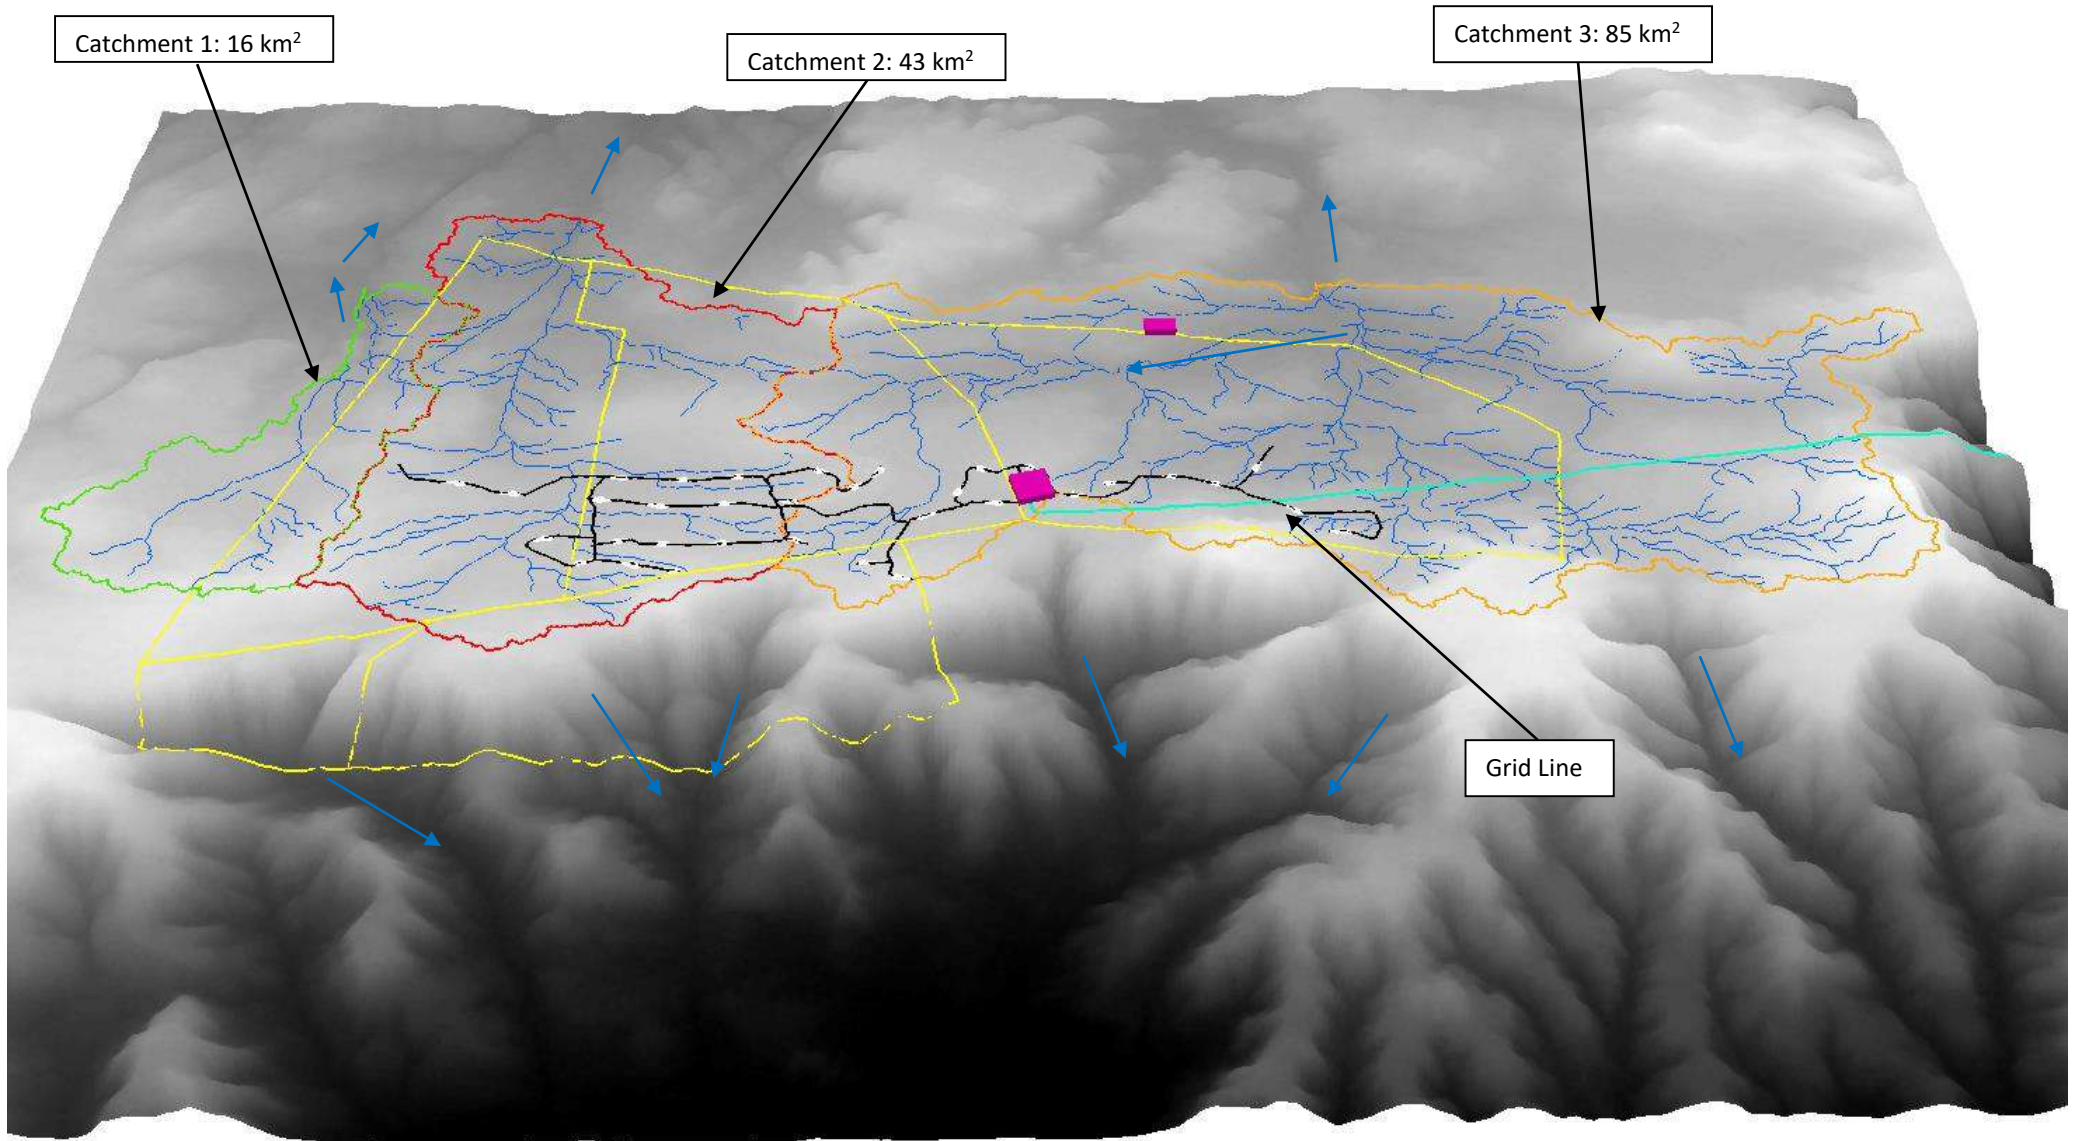 Catchment 1: 16 km²
Catchment 2: 43 km²
Catchment 3: 85 km²
Grid Line